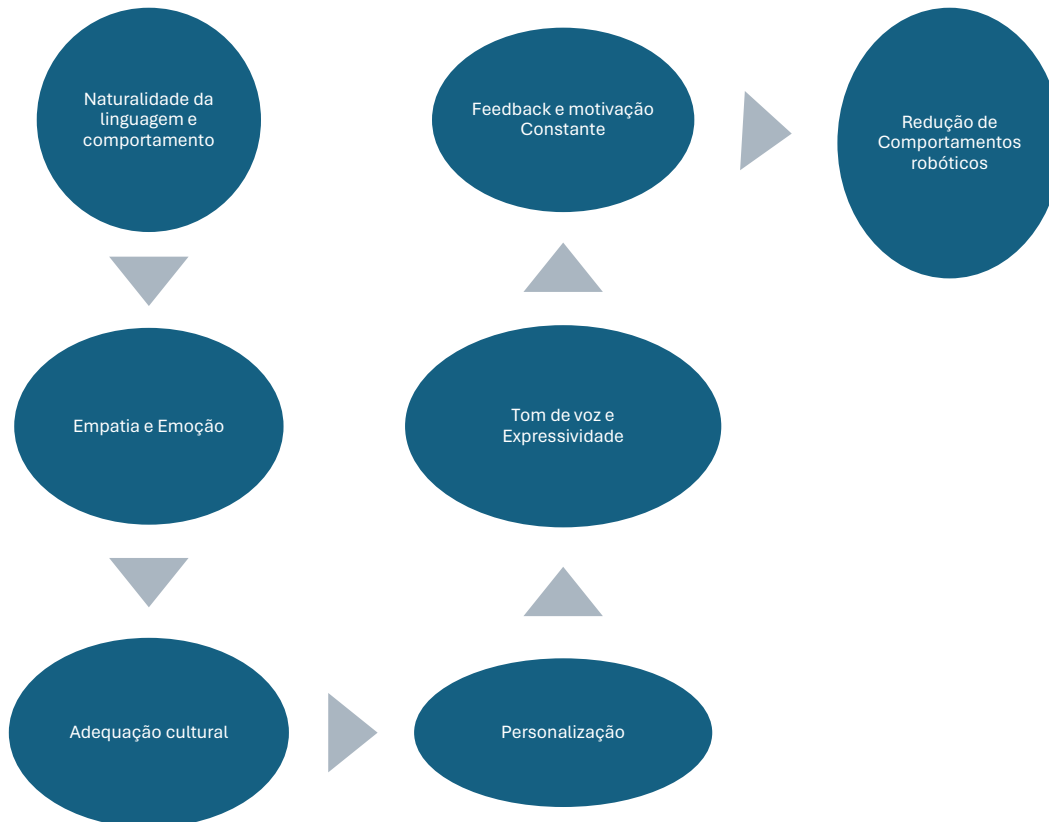 Naturalidade da
linguagem e
comportamento
Empatia e Emoção
Adequação cultural
Personalização
Tom de voz e
Expressividade
Feedback e motivação
Constante
Redução de
Comportamentos
robóticos